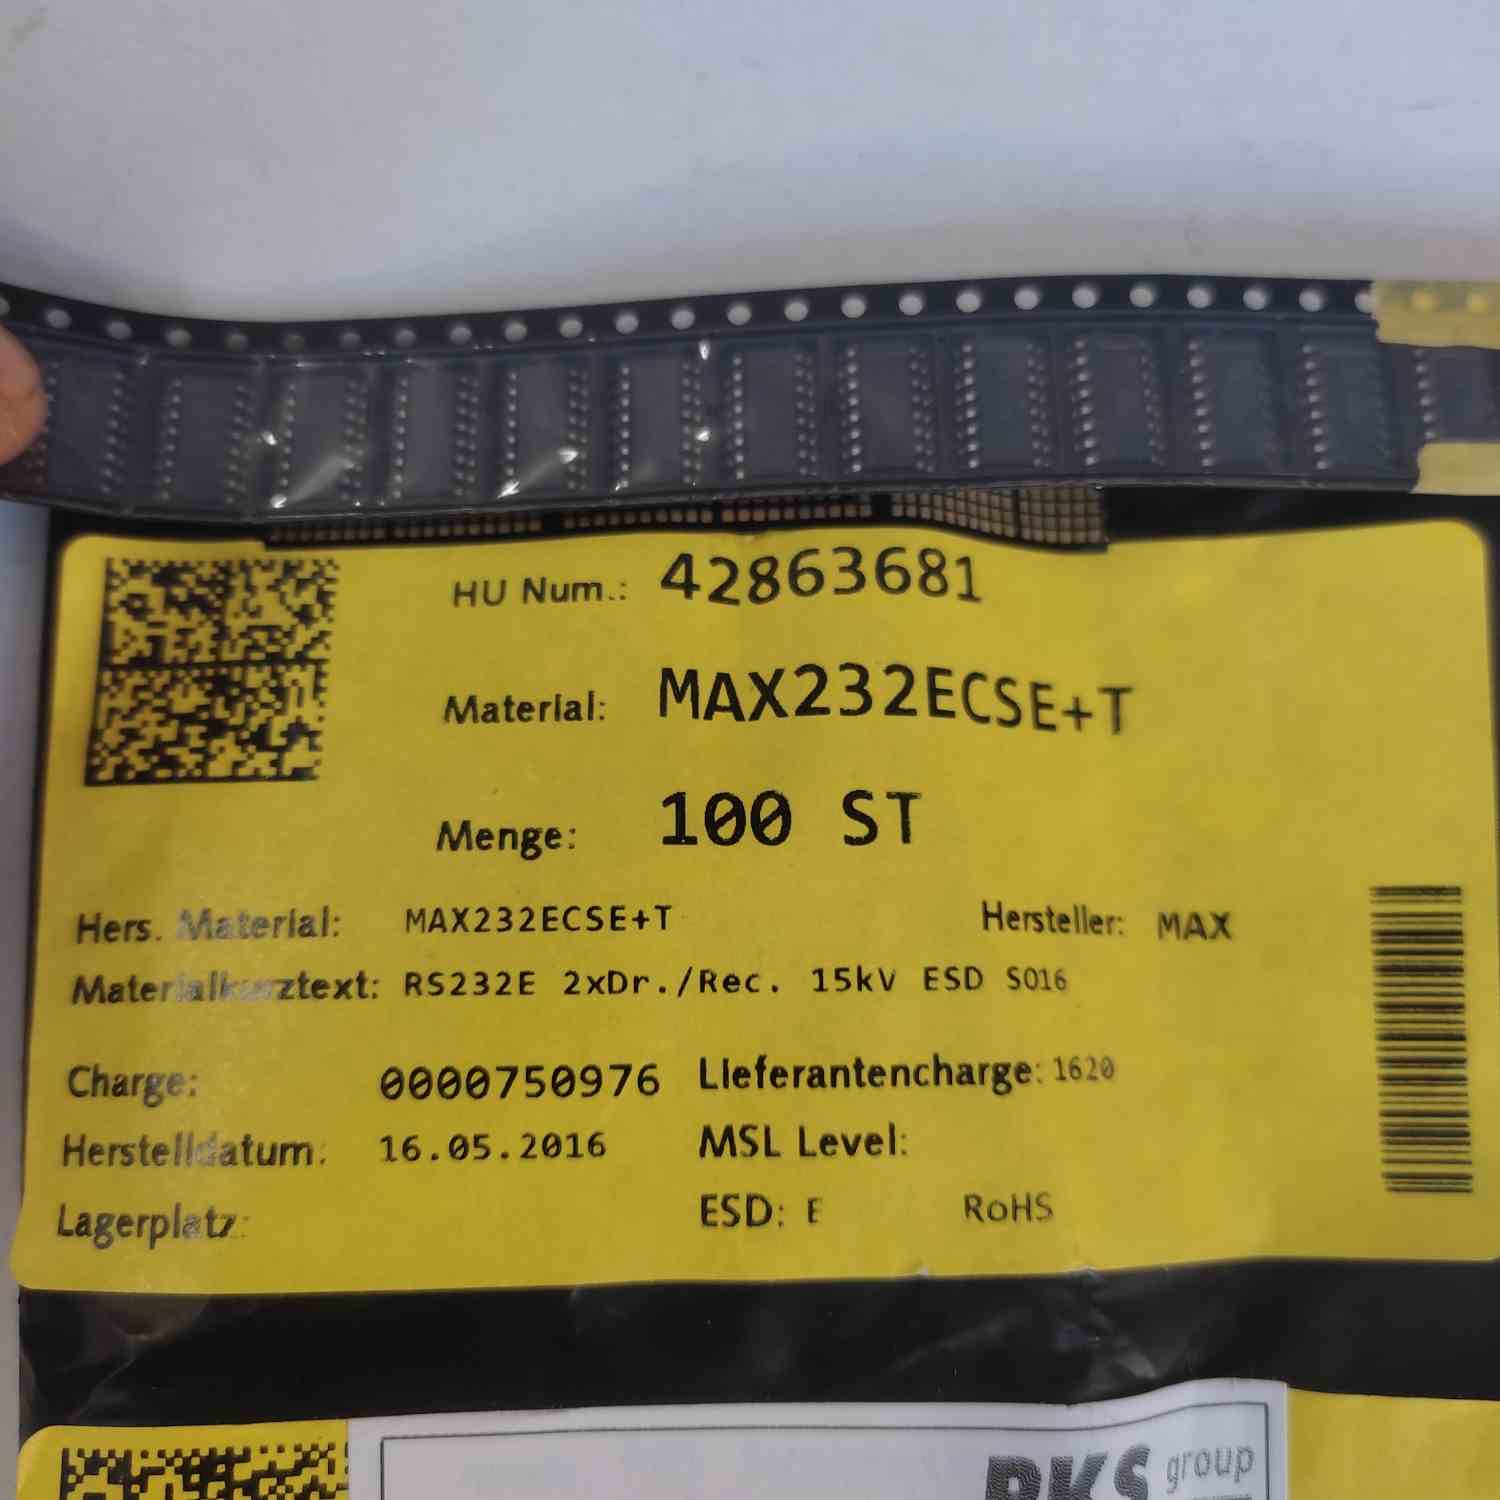 HU Num.: 42863681
Material: MAX232ECSE+T
Menge: 100 ST
Hers. Material: MAX232ECSE+T Hersteller: MAX
Materialkurztext: RS232E 2xDr./Rec. 15kV ESD SO16
Charge: 0000750976 Lieferantencharge: 1620
Herstelldatum: 16.05.2016 MSL Level:
Lagerplatz: ESD: E RoHS
group